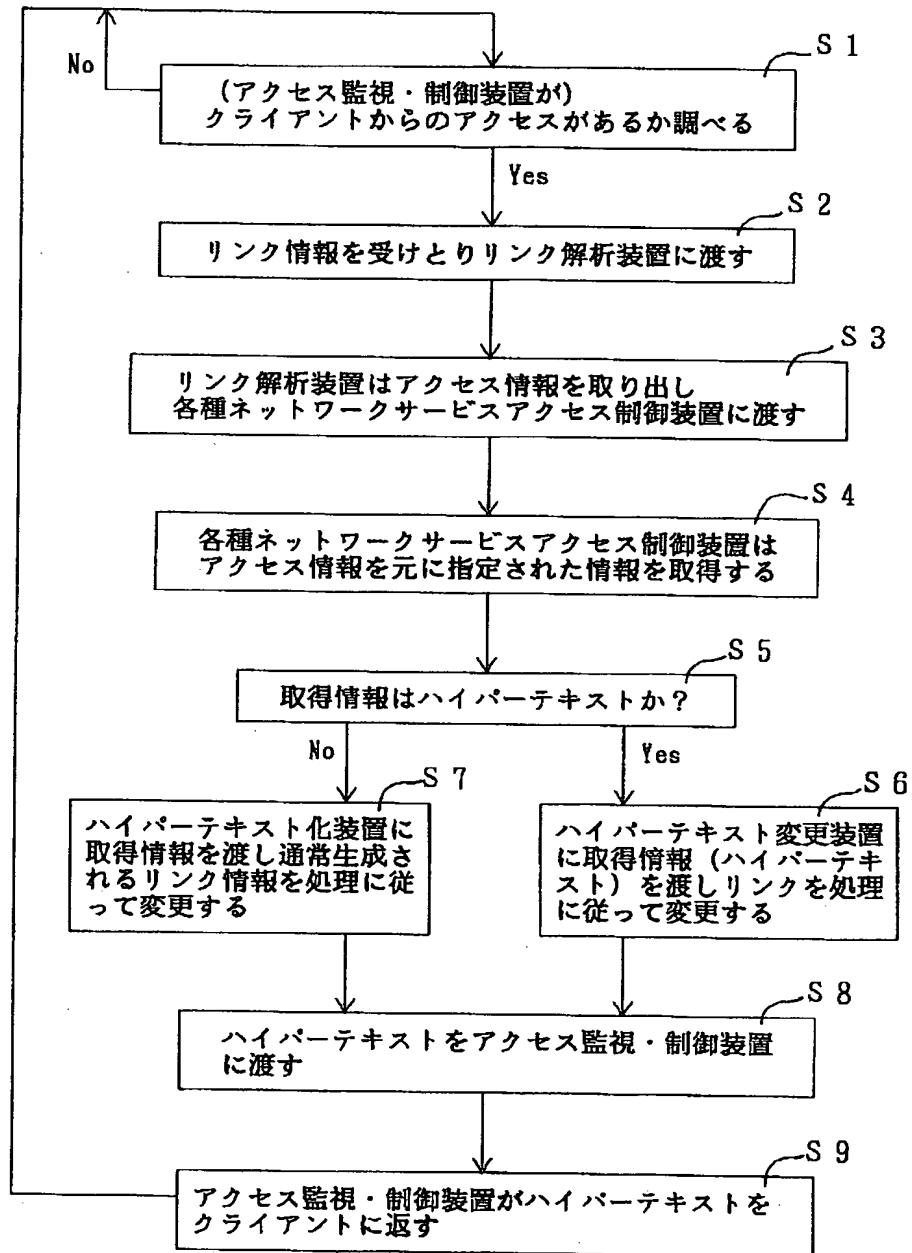 S1
No
(アクセス監視・制御装置が)
クライアントからのアクセスがあるか調べる
Yes
S2
リンク情報を受けとりリンク解析装置に渡す
S3
リンク解析装置はアクセス情報を取り出し
各種ネットワークサービスアクセス制御装置に渡す
S4
各種ネットワークサービスアクセス制御装置は
アクセス情報を元に指定された情報を取得する
S5
取得情報はハイパーテキストか?
No
Yes
S7
ハイパーテキスト化装置に
取得情報を渡し通常生成さ
れるリンク情報を処理に従
って変更する
S6
ハイパーテキスト変更装置
に取得情報(ハイパーテキ
スト)を渡しリンクを処理
に従って変更する
S8
ハイパーテキストをアクセス監視・制御装置
に渡す
S9
アクセス監視・制御装置がハイパーテキストを
クライアントに返す